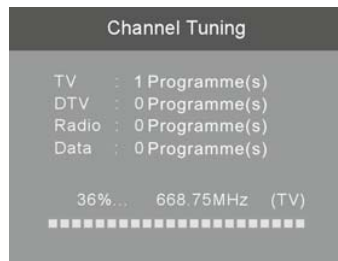 Channel Tuning
TV : 1 Programme(s)
DTV : 0 Programme(s)
Radio : 0 Programme(s)
Data : 0 Programme(s)
36%... 668.75MHz (TV)